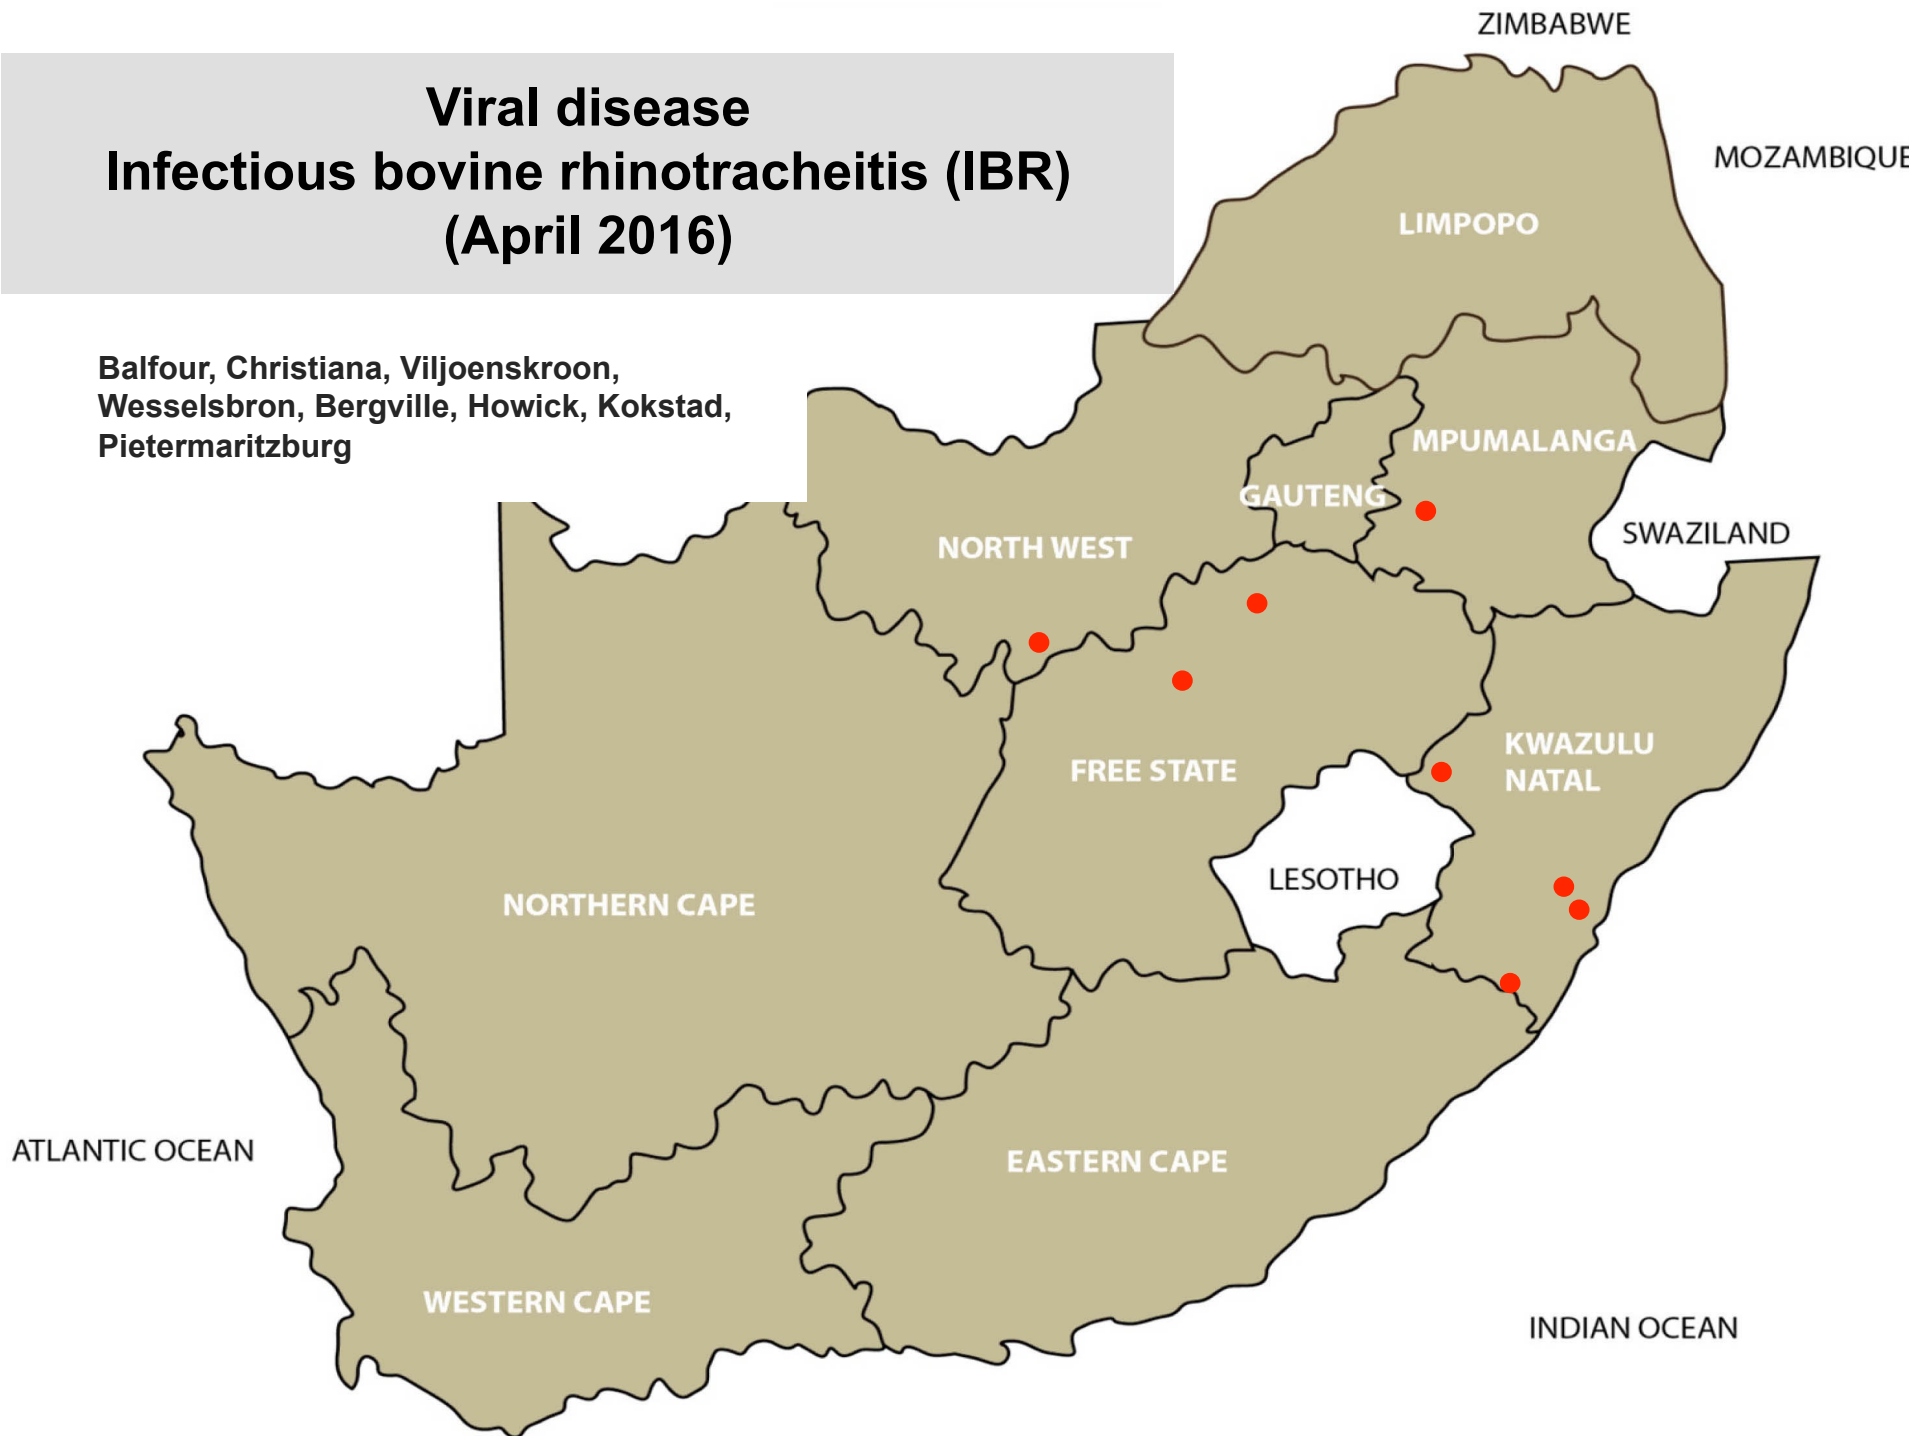 ZIMBABWE
Viral disease
Infectious bovine rhinotracheitis (IBR)
(April 2016)
MOZAMBIQUE
LIMPOPO
Balfour, Christiana, Viljoenskroon,
Wesselsbron, Bergville, Howick, Kokstad,
Pietermaritzburg
MPUMALANGA
GAUTENG
SWAZILAND
NORTH WEST
KWAZULU
NATAL
FREE STATE
LESOTHO
NORTHERN CAPE
ATLANTIC OCEAN
EASTERN CAPE
WESTERN CAPE
INDIAN OCEAN